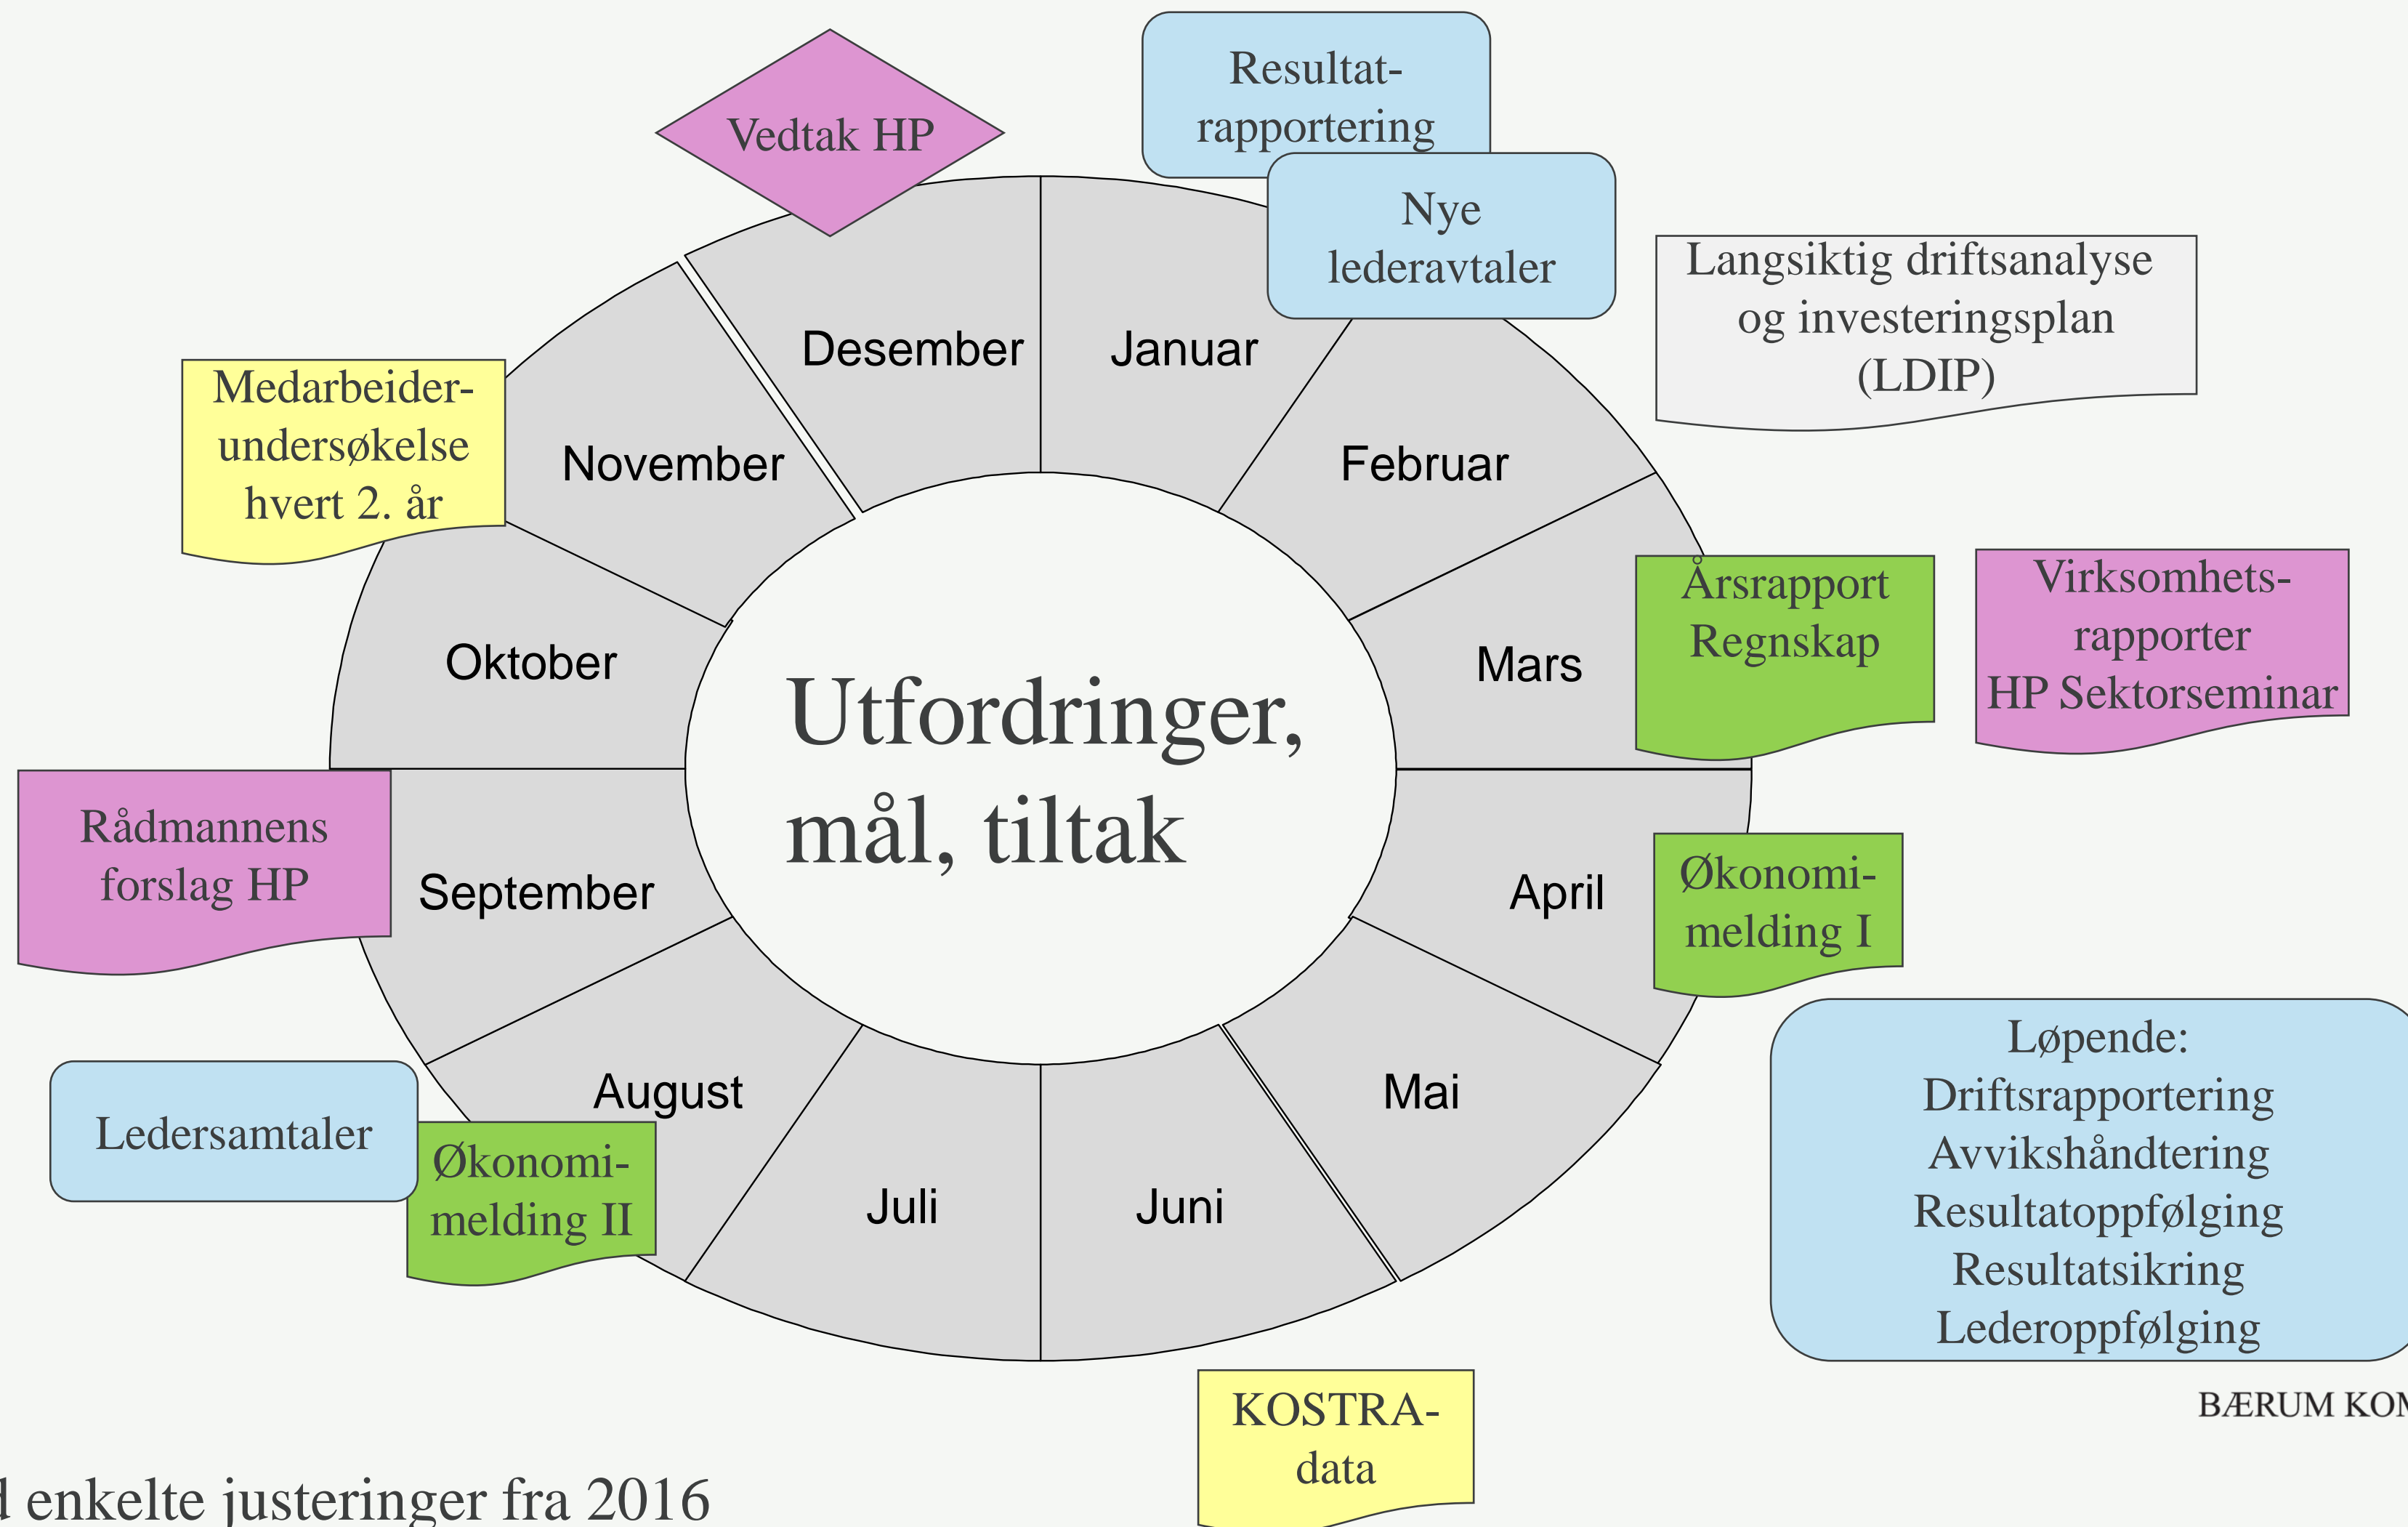 Vedtak HP
Resultat-
rapportering
Nye
lederavtaler
Langsiktig driftsanalyse
og investeringsplan
(LDIP)
Desember
Januar
Medarbeider-
undersøkelse
hvert 2. år
November
Februar
Årsrapport
Regnskap
Virksomhets-
rapporter
HP Sektorseminar
Oktober
Mars
Utfordringer,
mål, tiltak
Rådmannens
forslag HP
September
April
Økonomi-
melding I
Ledersamtaler
August
Mai
Økonomi-
melding II
Juli
Juni
Løpende:
Driftsrapportering
Avvikshåndtering
Resultatoppfølging
Resultatsikring
Lederoppfølging
KOSTRA-
data
BÆRUM
enkelte justeringer fra 2016